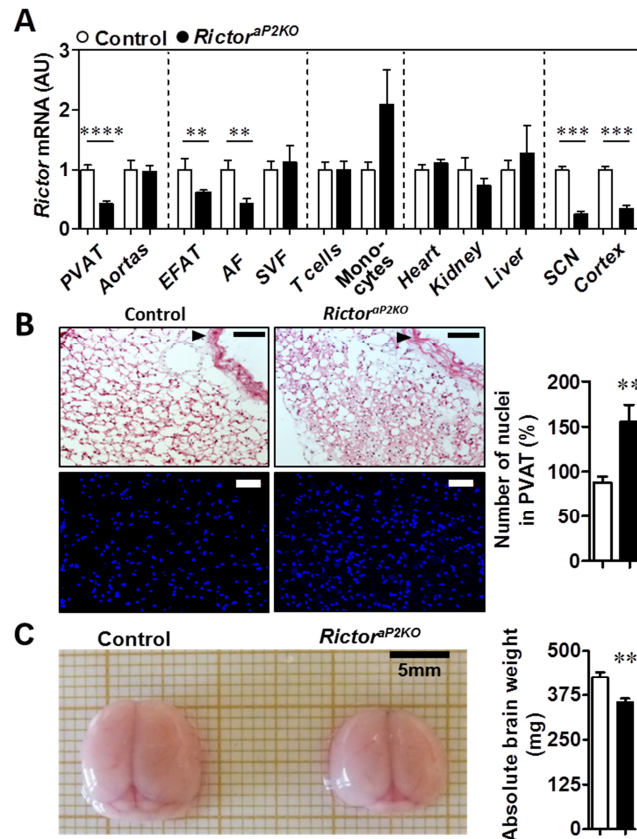 A
Control Rictor^aP2KO
Rictor mRNA (AU)
3
2
1
0
**** ** ** *** ***
PVAT Aortas EFAT AF SVF T cells Mono-cytes Heart Kidney Liver SCN Cortex
B
Control Rictor^aP2KO
Number of nuclei
in PVAT (%)
200
150
100
50
0
**
C
Control Rictor^aP2KO
5mm
Absolute brain weight
(mg)
500
375
250
125
0
**